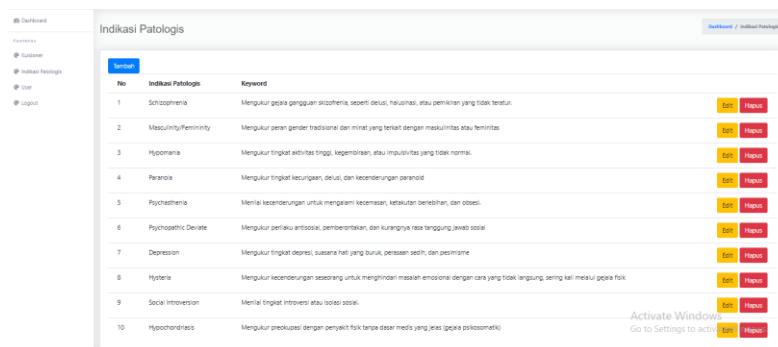 Dashboard
Kuisioner
Indikasi Patologis
User
Logout
Indikasi Patologis
Dashboard / Indikasi Patologis
Tambah
No Indikasi Patologis Keyword
1 Schizophrenia Mengukur gejala gangguan skizofrenia, seperti delusi, halusinasi, atau pemikiran yang tidak teratur. Edit Hapus
2 Masculinity/Femininity Mengukur peran gender tradisional dan minat yang terkait dengan maskulinitas atau feminitas Edit Hapus
3 Hypomania Mengukur tingkat aktivitas tinggi, kegembiraan, atau impulsivitas yang tidak normal. Edit Hapus
4 Paranoia Mengukur tingkat kecurigaan, delusi, dan kecenderungan paranoid Edit Hapus
5 Psychasthenia Menilai kecenderungan untuk mengalami kecemasan, ketakutan berlebihan, dan obsesi. Edit Hapus
6 Psychopathic Deviate Mengukur perilaku antisosial, pemberontakan, dan kurangnya rasa tanggung jawab sosial Edit Hapus
7 Depression Mengukur tingkat depresi, suasana hati yang buruk, perasaan sedih, dan pesimisme Edit Hapus
8 Hysteria Mengukur kecenderungan seseorang untuk menghindari masalah emosional dengan cara yang tidak langsung, sering kali melalui gejala fisik Edit Hapus
9 Social Introversion Menilai tingkat introversi atau isolasi sosial. Edit Hapus
10 Hypochondriasis Mengukur preokupasi dengan penyakit fisik tanpa dasar medis yang jelas (gejala psikosomatik) Edit Hapus
Activate Windows
Go to Settings to activ